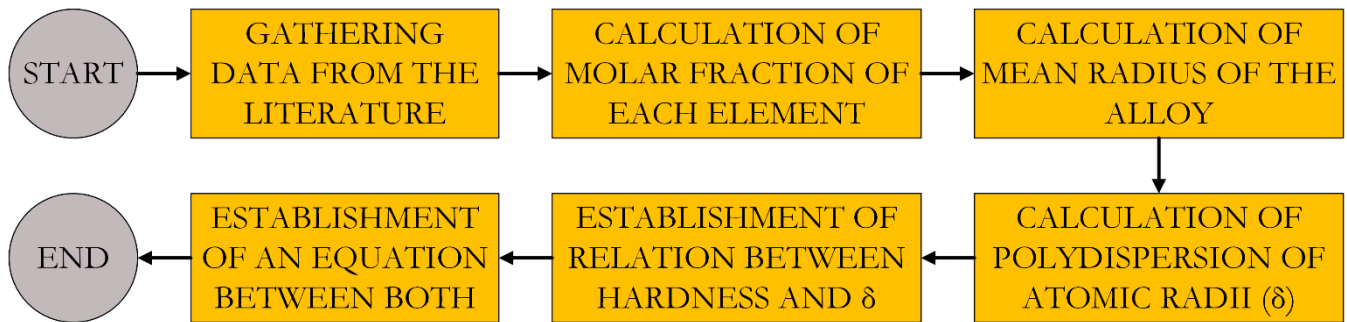 START
GATHERING
DATA FROM THE
LITERATURE
CALCULATION OF
MOLAR FRACTION OF
EACH ELEMENT
CALCULATION OF
MEAN RADIUS OF THE
ALLOY
CALCULATION OF
POLYDISPERSION OF
ATOMIC RADII (δ)
ESTABLISHMENT OF
RELATION BETWEEN
HARDNESS AND δ
ESTABLISHMENT
OF AN EQUATION
BETWEEN BOTH
END